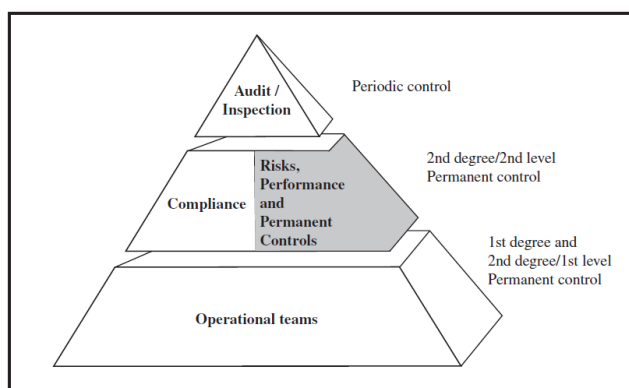 Audit /
Inspection
Periodic control
Risks,
Performance
and
Permanent
Controls
Compliance
2nd degree/2nd level
Permanent control
1st degree and
2nd degree/1st level
Permanent control
Operational teams